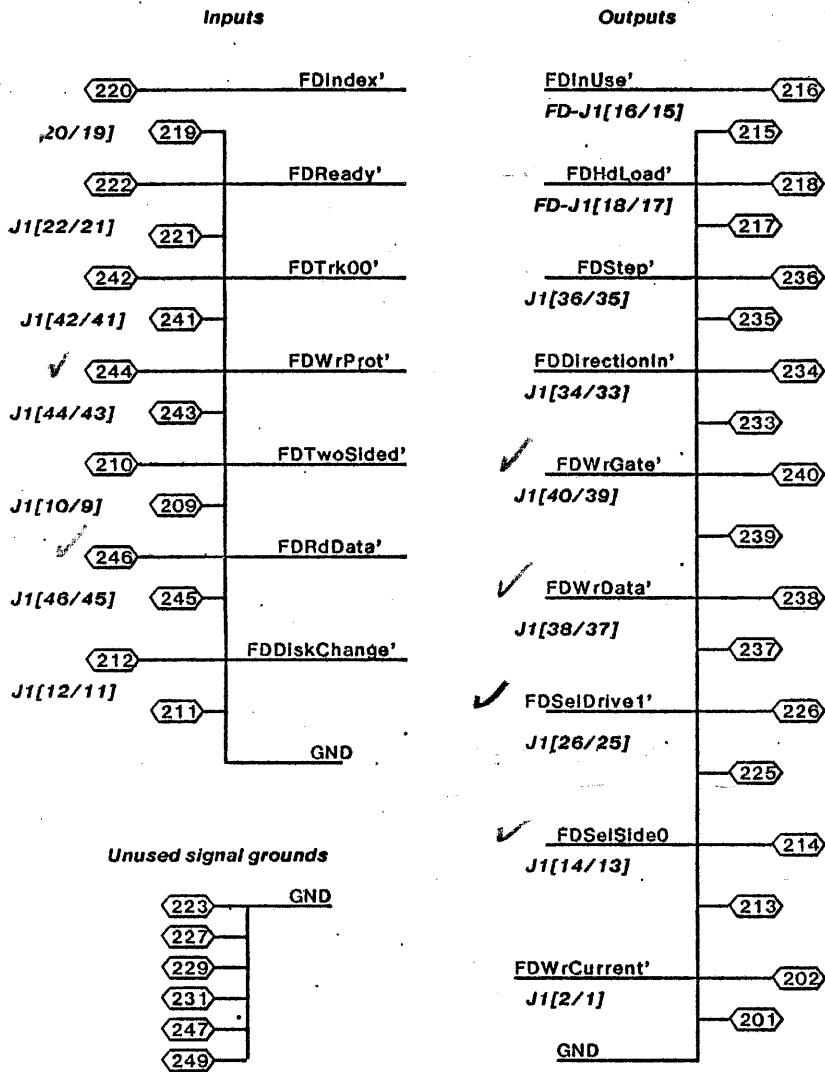 Inputs
220 FDIndex'
20/19] 219
222 FDReady'
J1[22/21] 221
242 FDTrk00'
J1[42/41] 241
244 FDWrProt'
J1[44/43] 243
210 FDTwoSided'
J1[10/9] 209
246 FDRdData'
J1[46/45] 245
212 FDDiskChange'
J1[12/11] 211
GND
Unused signal grounds
223 GND
227
229
231
247
249
Outputs
FDInUse' 216
FD-J1[16/15] 215
FDHdLoad' 218
FD-J1[18/17] 217
FDStep' 236
J1[36/35] 235
FDDirectionIn' 234
J1[34/33] 233
FDWrGate' 240
J1[40/39]
239
FDWrData' 238
J1[38/37]
237
FDSelDrive1' 226
J1[26/25]
225
FDSelSide0 214
J1[14/13]
213
FDWrCurrent' 202
J1[2/1] 201
GND